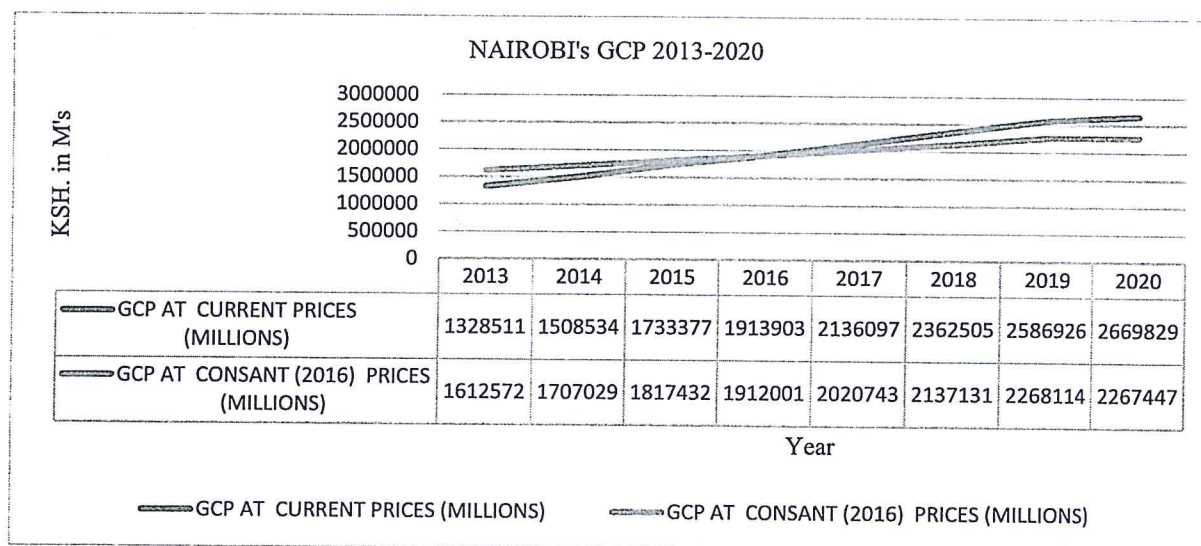 NAIROBI's GCP 2013-2020
KSH. in M's
3000000
2500000
2000000
1500000
1000000
500000
0
2013 2014 2015 2016 2017 2018 2019 2020
GCP AT CURRENT PRICES
(MILLIONS)
1328511 1508534 1733377 1913903 2136097 2362505 2586926 2669829
GCP AT CONSANT (2016) PRICES
(MILLIONS)
1612572 1707029 1817432 1912001 2020743 2137131 2268114 2267447
Year
GCP AT CURRENT PRICES (MILLIONS) GCP AT CONSANT (2016) PRICES (MILLIONS)